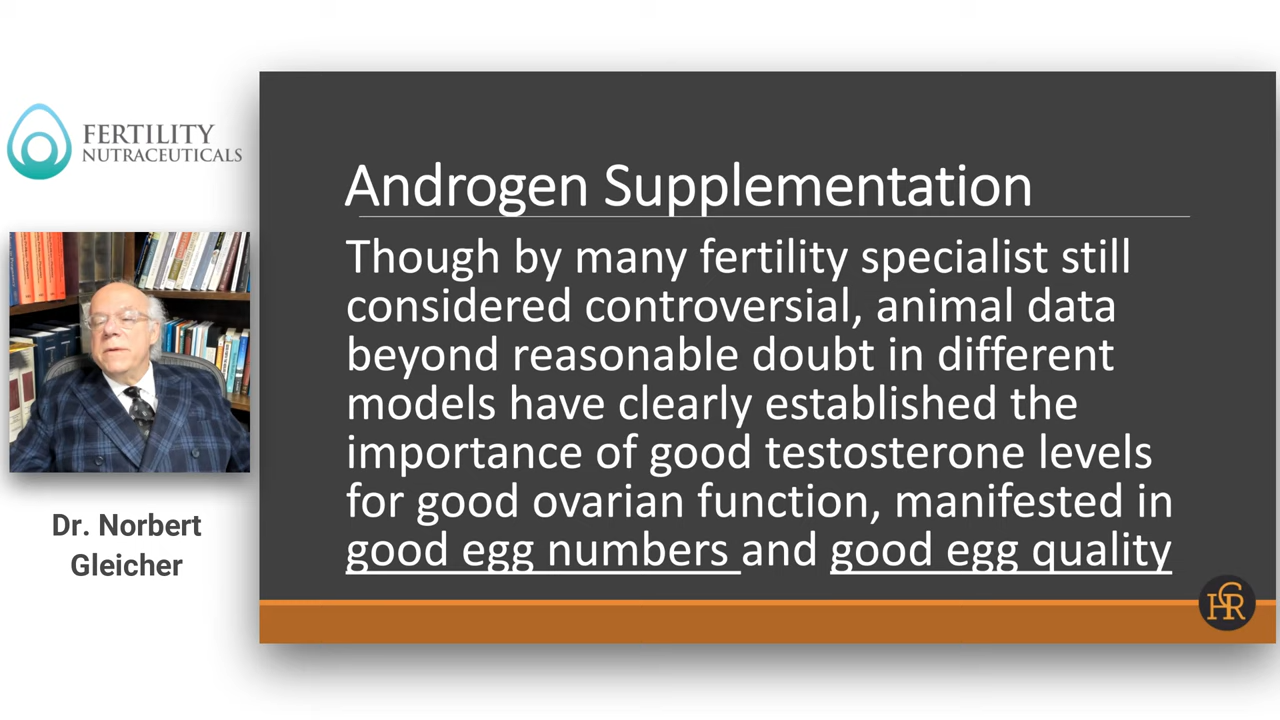 FERTILITY
NUTRACEUTICALS
Dr. Norbert
Gleicher
Androgen Supplementation
Though by many fertility specialist still
considered controversial, animal data
beyond reasonable doubt in different
models have clearly established the
importance of good testosterone levels
for good ovarian function, manifested in
good egg numbers and good egg quality
CHR